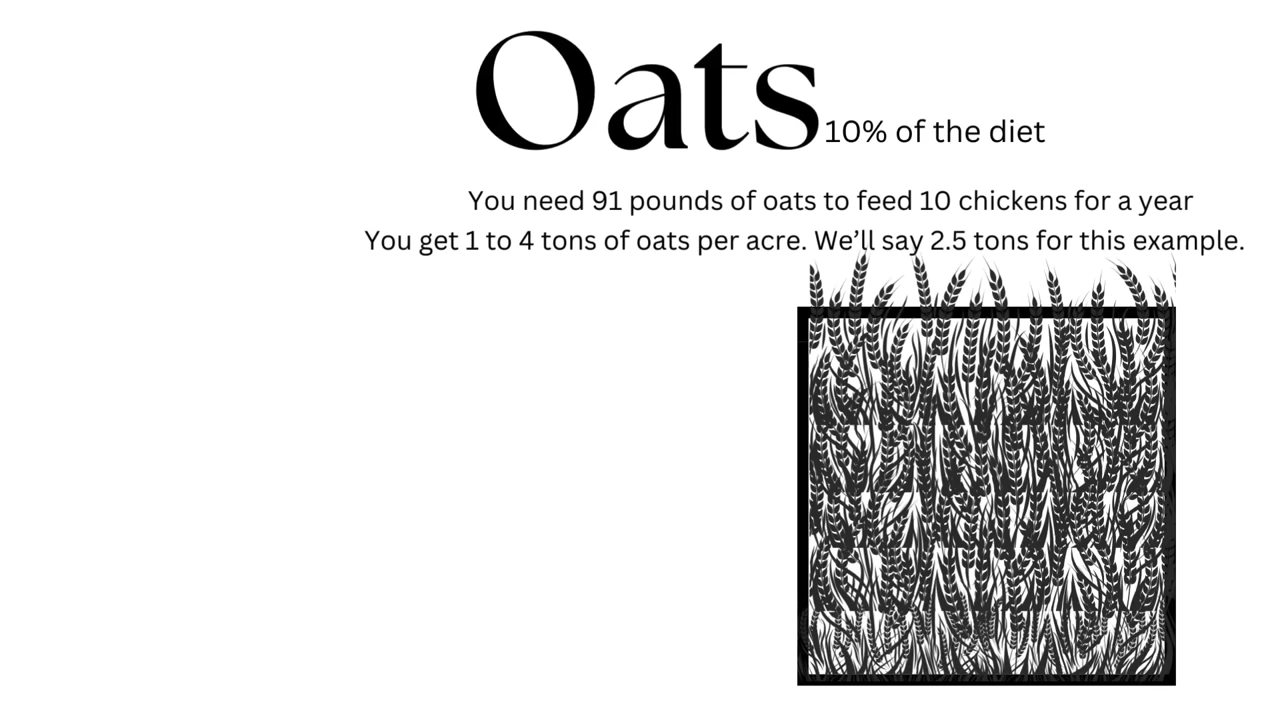 Oats 10% of the diet
You need 91 pounds of oats to feed 10 chickens for a year
You get 1 to 4 tons of oats per acre. We’ll say 2.5 tons for this example.